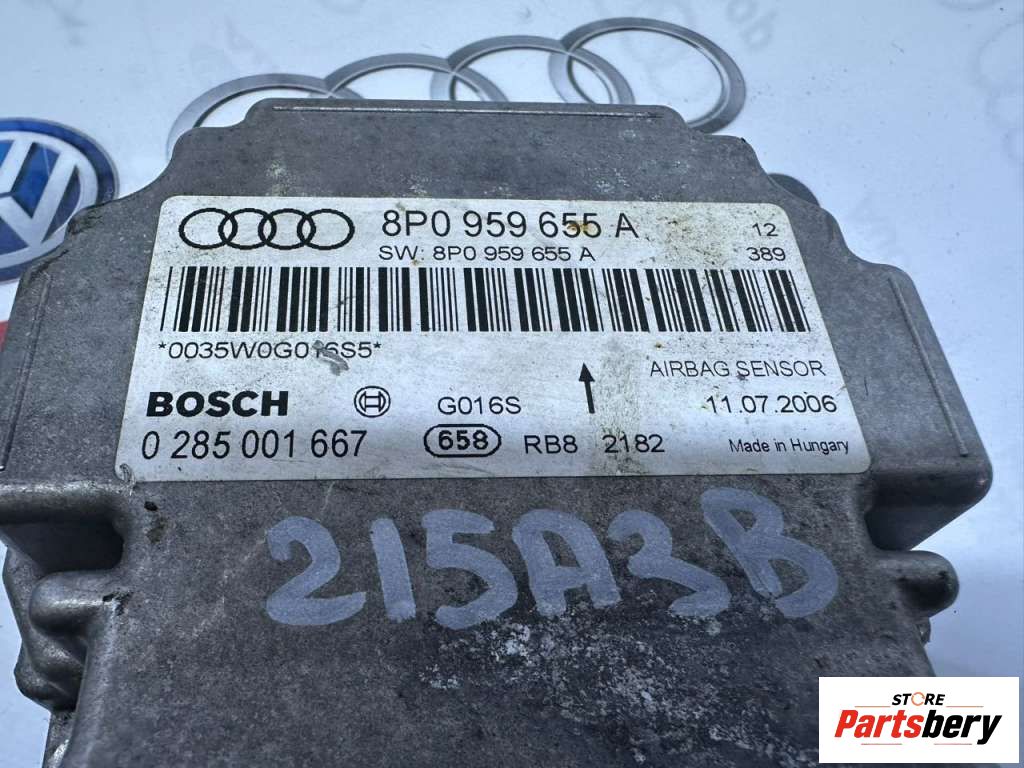 8P0 959 655 A 12
SW: 8P0 959 655 A 389
*0035W0G016S5*
AIRBAG SENSOR
BOSCH G016S 11.07.2006
0 285 001 667 658 RB8 2182 Made in Hungary
215A3B
STORE
Partsbery